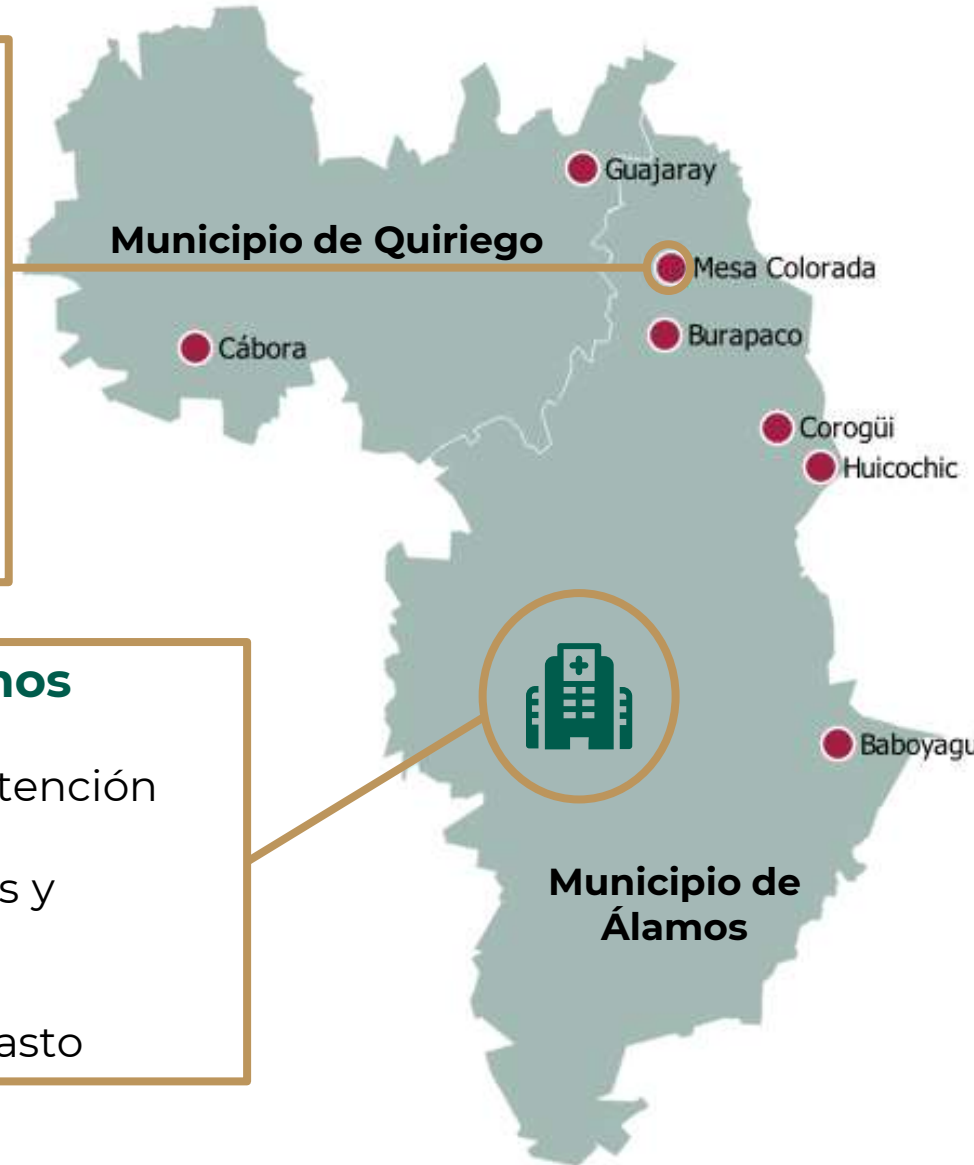 Guajaray
Municipio de Quiriego
Mesa Colorada
Burapaco
Cábora
Corogüi
Huicochic
nos
tención
s y
asto
Baboyagu
Municipio de
Álamos